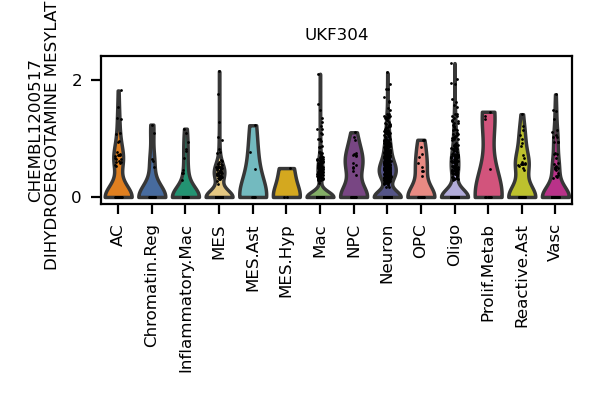 UKF304
CHEMBL1200517
DIHYDROERGOTAMINE MESYLAT
2
0
AC
Chromatin.Reg
Inflammatory.Mac
MES
MES.Ast
MES.Hyp
Mac
NPC
Neuron
OPC
Oligo
Prolif.Metab
Reactive.Ast
Vasc